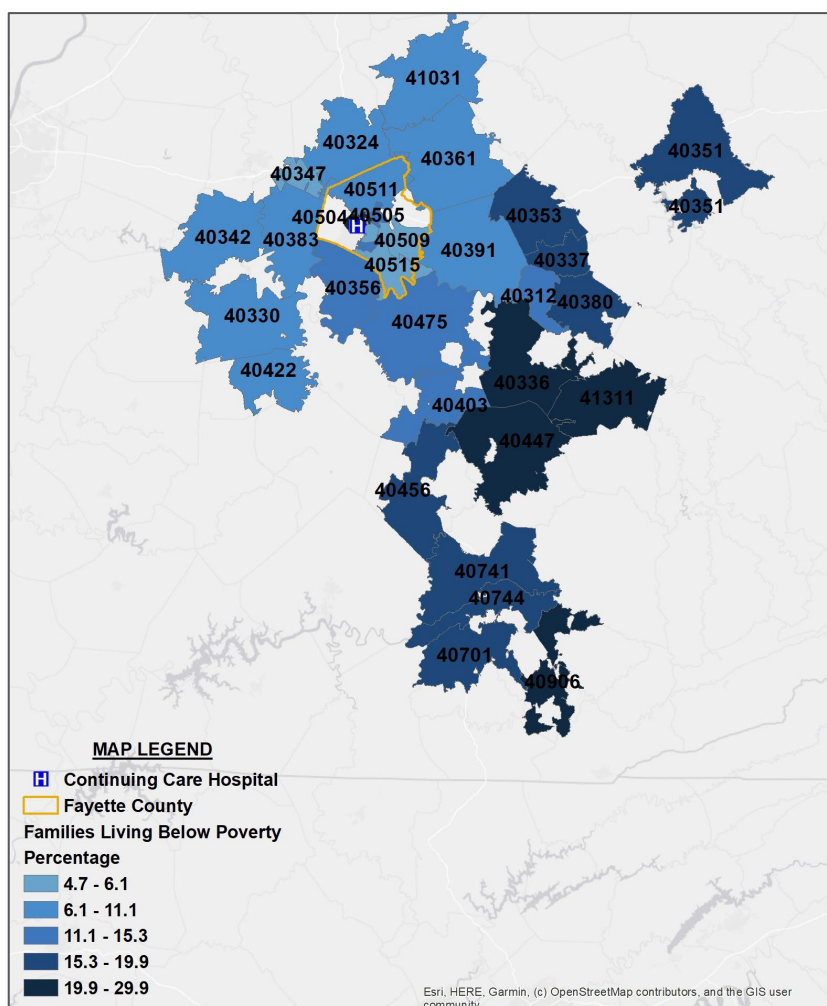 41031
40324
40361
40351
40347
40511
40351
40504
40505
40353
40342
40383
40509
40391
40337
40515
40356
40312
40380
40330
40475
40422
40336
40403
41311
40447
40456
40741
40744
40701
40906
MAP LEGEND
H Continuing Care Hospital
Fayette County
Families Living Below Poverty
Percentage
4.7 - 6.1
6.1 - 11.1
11.1 - 15.3
15.3 - 19.9
19.9 - 29.9
Esri, HERE, Garmin, (c) OpenStreetMap contributors, and the GIS user
community